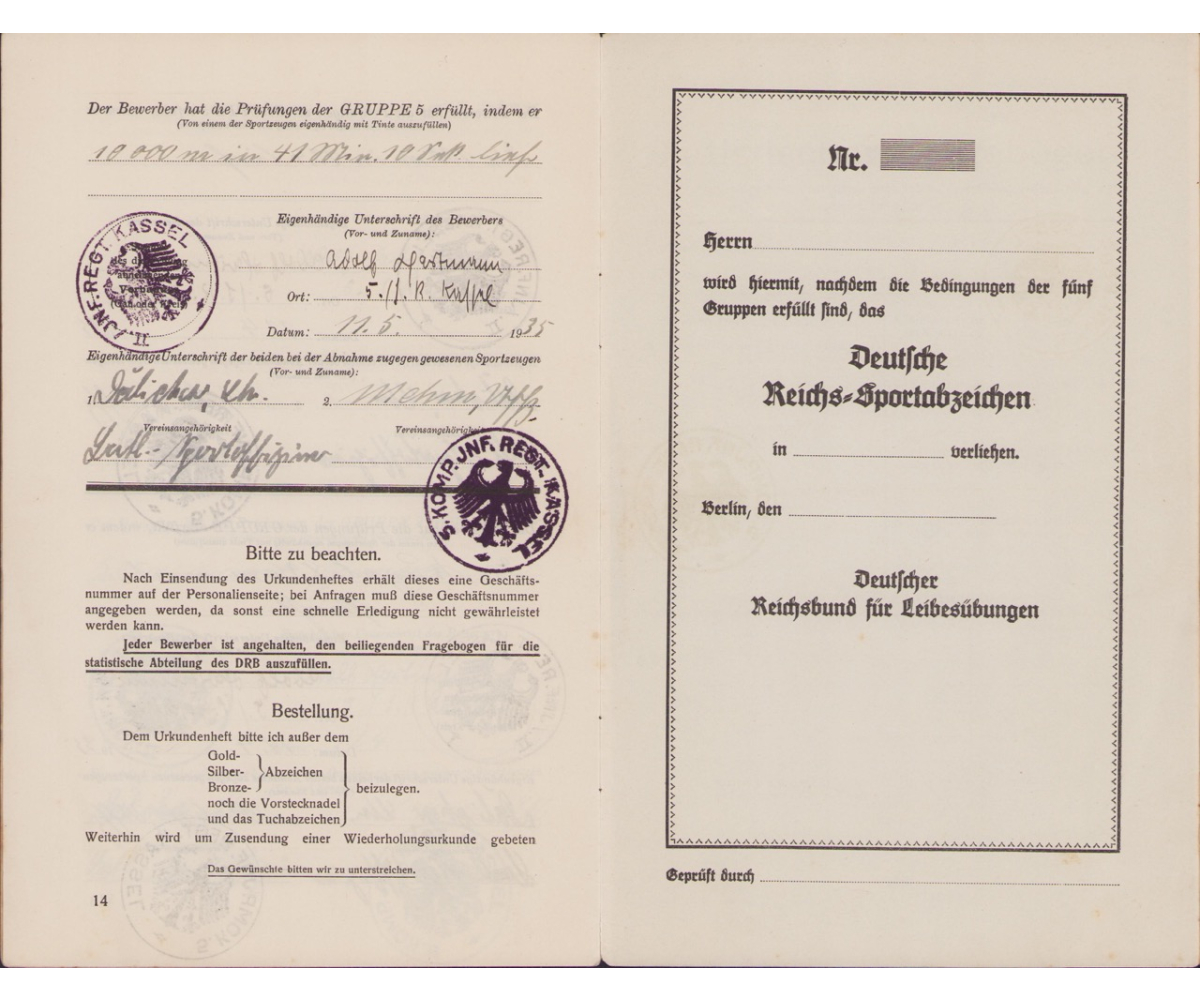 Der Bewerber hat die Prüfungen der GRUPPE 5 erfüllt, indem er
(Von einem der Sportzeugen eigenhändig mit Tinte auszufüllen)
10 000 m in 41 Min. 10 Sek. lief
Eigenhändige Unterschrift des Bewerbers
(Vor- und Zuname):
Adolf Hartmann
Ort: 5./J. R. Kassel
Datum: 11. 5. 1935
II./JNF.-REGT. KASSEL
Eigenhändige Unterschrift der beiden bei der Abnahme zugegen gewesenen Sportzeugen
(Vor- und Zuname):
1. 2.
Vereinsangehörigkeit Vereinsangehörigkeit
Sportoffizier
5. KOMP. JNF. REGT. KASSEL
Bitte zu beachten.
Nach Einsendung des Urkundenheftes erhält dieses eine Geschäfts-
nummer auf der Personalienseite; bei Anfragen muß diese Geschäftsnummer
angegeben werden, da sonst eine schnelle Erledigung nicht gewährleistet
werden kann.
Jeder Bewerber ist angehalten, den beiliegenden Fragebogen für die
statistische Abteilung des DRB auszufüllen.
Bestellung.
Dem Urkundenheft bitte ich außer dem
Gold-
Silber- Abzeichen
Bronze- beizulegen.
noch die Vorstecknadel
und das Tuchabzeichen
Weiterhin wird um Zusendung einer Wiederholungsurkunde gebeten
Das Gewünschte bitten wir zu unterstreichen.
14
Nr.
Herrn
wird hiermit, nachdem die Bedingungen der fünf
Gruppen erfüllt sind, das
Deutsche
Reichs-Sportabzeichen
in verliehen.
Berlin, den
Deutscher
Reichsbund für Leibesübungen
Geprüft durch